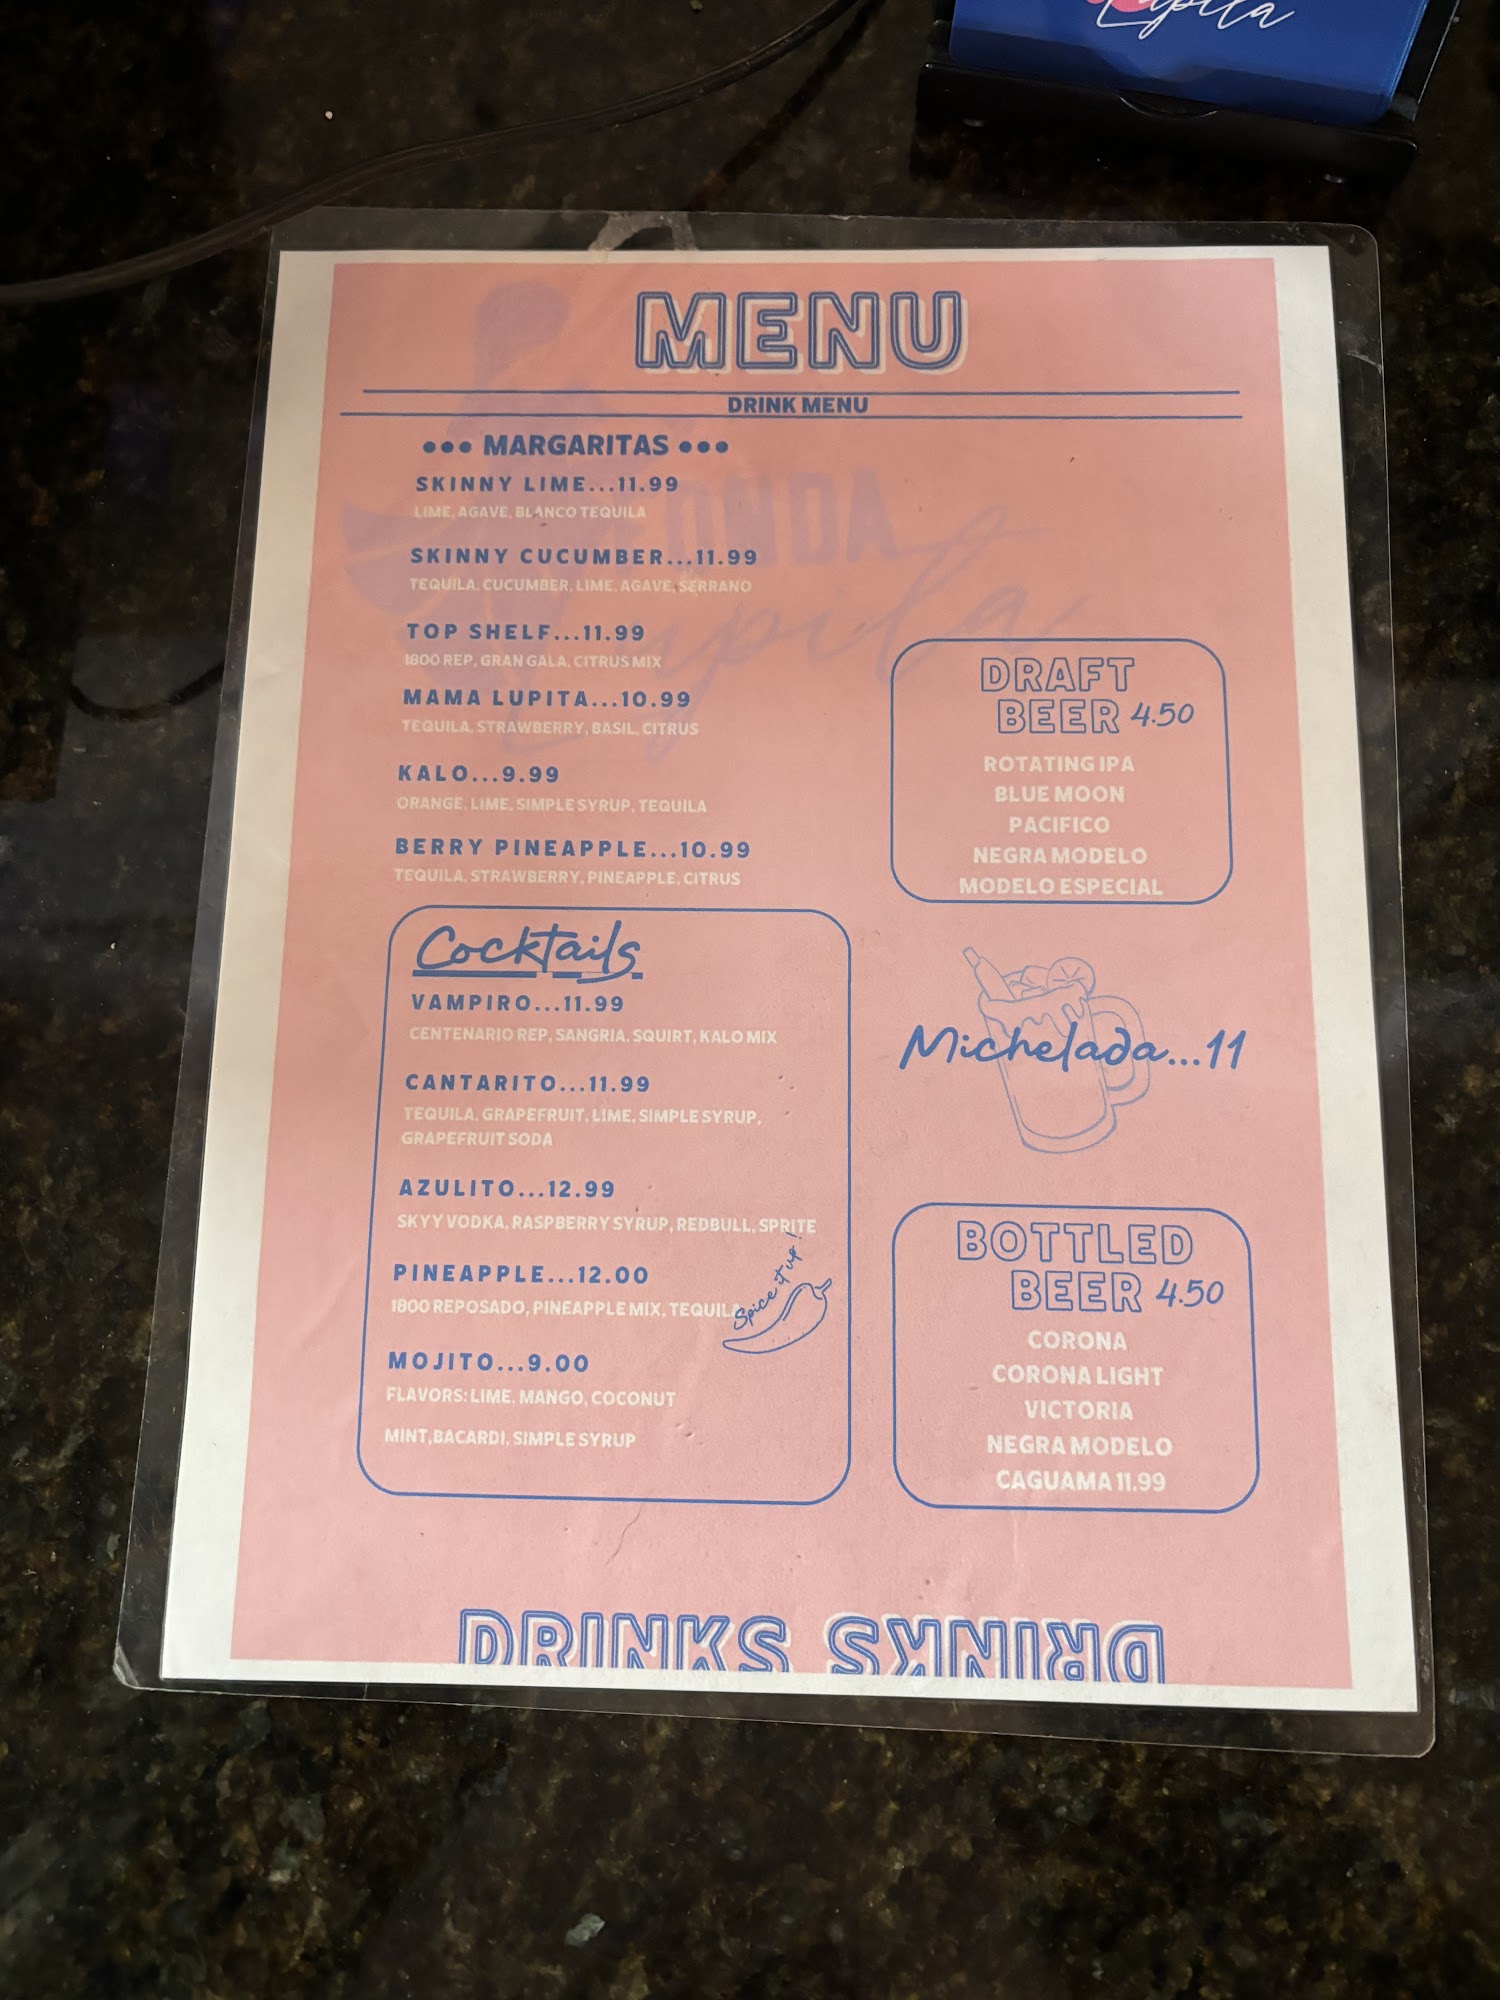 Lupita
MENU
DRINK MENU
••• MARGARITAS •••
SKINNY LIME...11.99
LIME, AGAVE, BLANCO TEQUILA
SKINNY CUCUMBER...11.99
TEQUILA, CUCUMBER, LIME, AGAVE, SERRANO
TOP SHELF...11.99
1800 REP, GRAN GALA, CITRUS MIX
MAMA LUPITA...10.99
TEQUILA, STRAWBERRY, BASIL, CITRUS
KALO...9.99
ORANGE, LIME, SIMPLE SYRUP, TEQUILA
BERRY PINEAPPLE...10.99
TEQUILA, STRAWBERRY, PINEAPPLE, CITRUS
FONDA
Lupita
Cocktails
VAMPIRO...11.99
CENTENARIO REP, SANGRIA, SQUIRT, KALO MIX
CANTARITO...11.99
TEQUILA, GRAPEFRUIT, LIME, SIMPLE SYRUP,
GRAPEFRUIT SODA
AZULITO...12.99
SKYY VODKA, RASPBERRY SYRUP, REDBULL, SPRITE
PINEAPPLE...12.00
1800 REPOSADO, PINEAPPLE MIX, TEQUILA
Spice it up!
MOJITO...9.00
FLAVORS: LIME, MANGO, COCONUT
MINT,BACARDI, SIMPLE SYRUP
DRAFT
BEER 4.50
ROTATING IPA
BLUE MOON
PACIFICO
NEGRA MODELO
MODELO ESPECIAL
Michelada...11
BOTTLED
BEER 4.50
CORONA
CORONA LIGHT
VICTORIA
NEGRA MODELO
CAGUAMA 11.99
DRINKS DRINKS